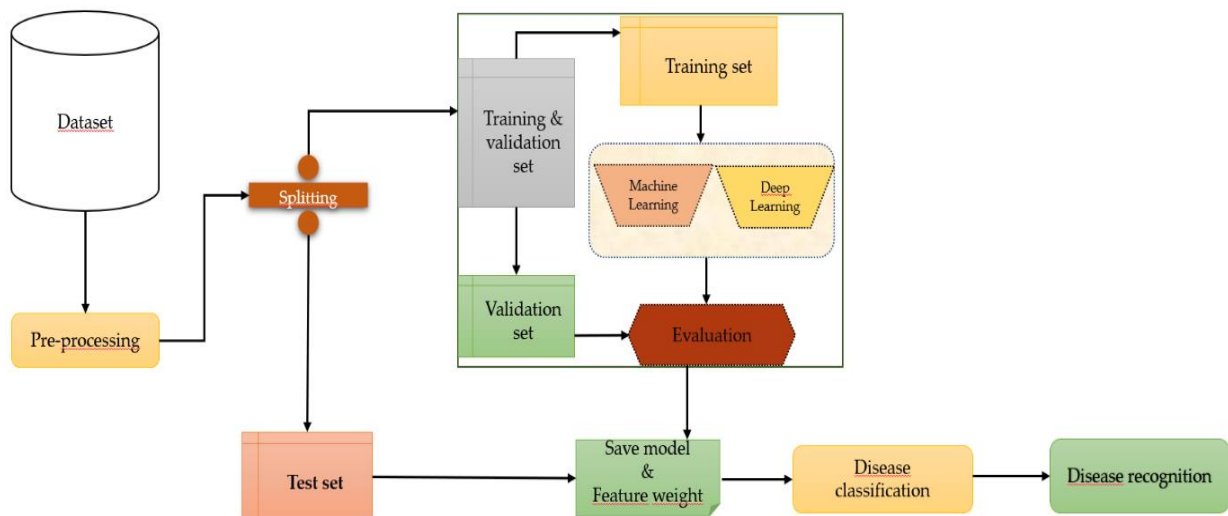 Dataset
Pre-processing
Splitting
Training &
validation
set
Training set
Machine
Learning
Deep
Learning
Validation
set
Evaluation
Test set
Save model
&
Feature weight
Disease
classification
Disease recognition